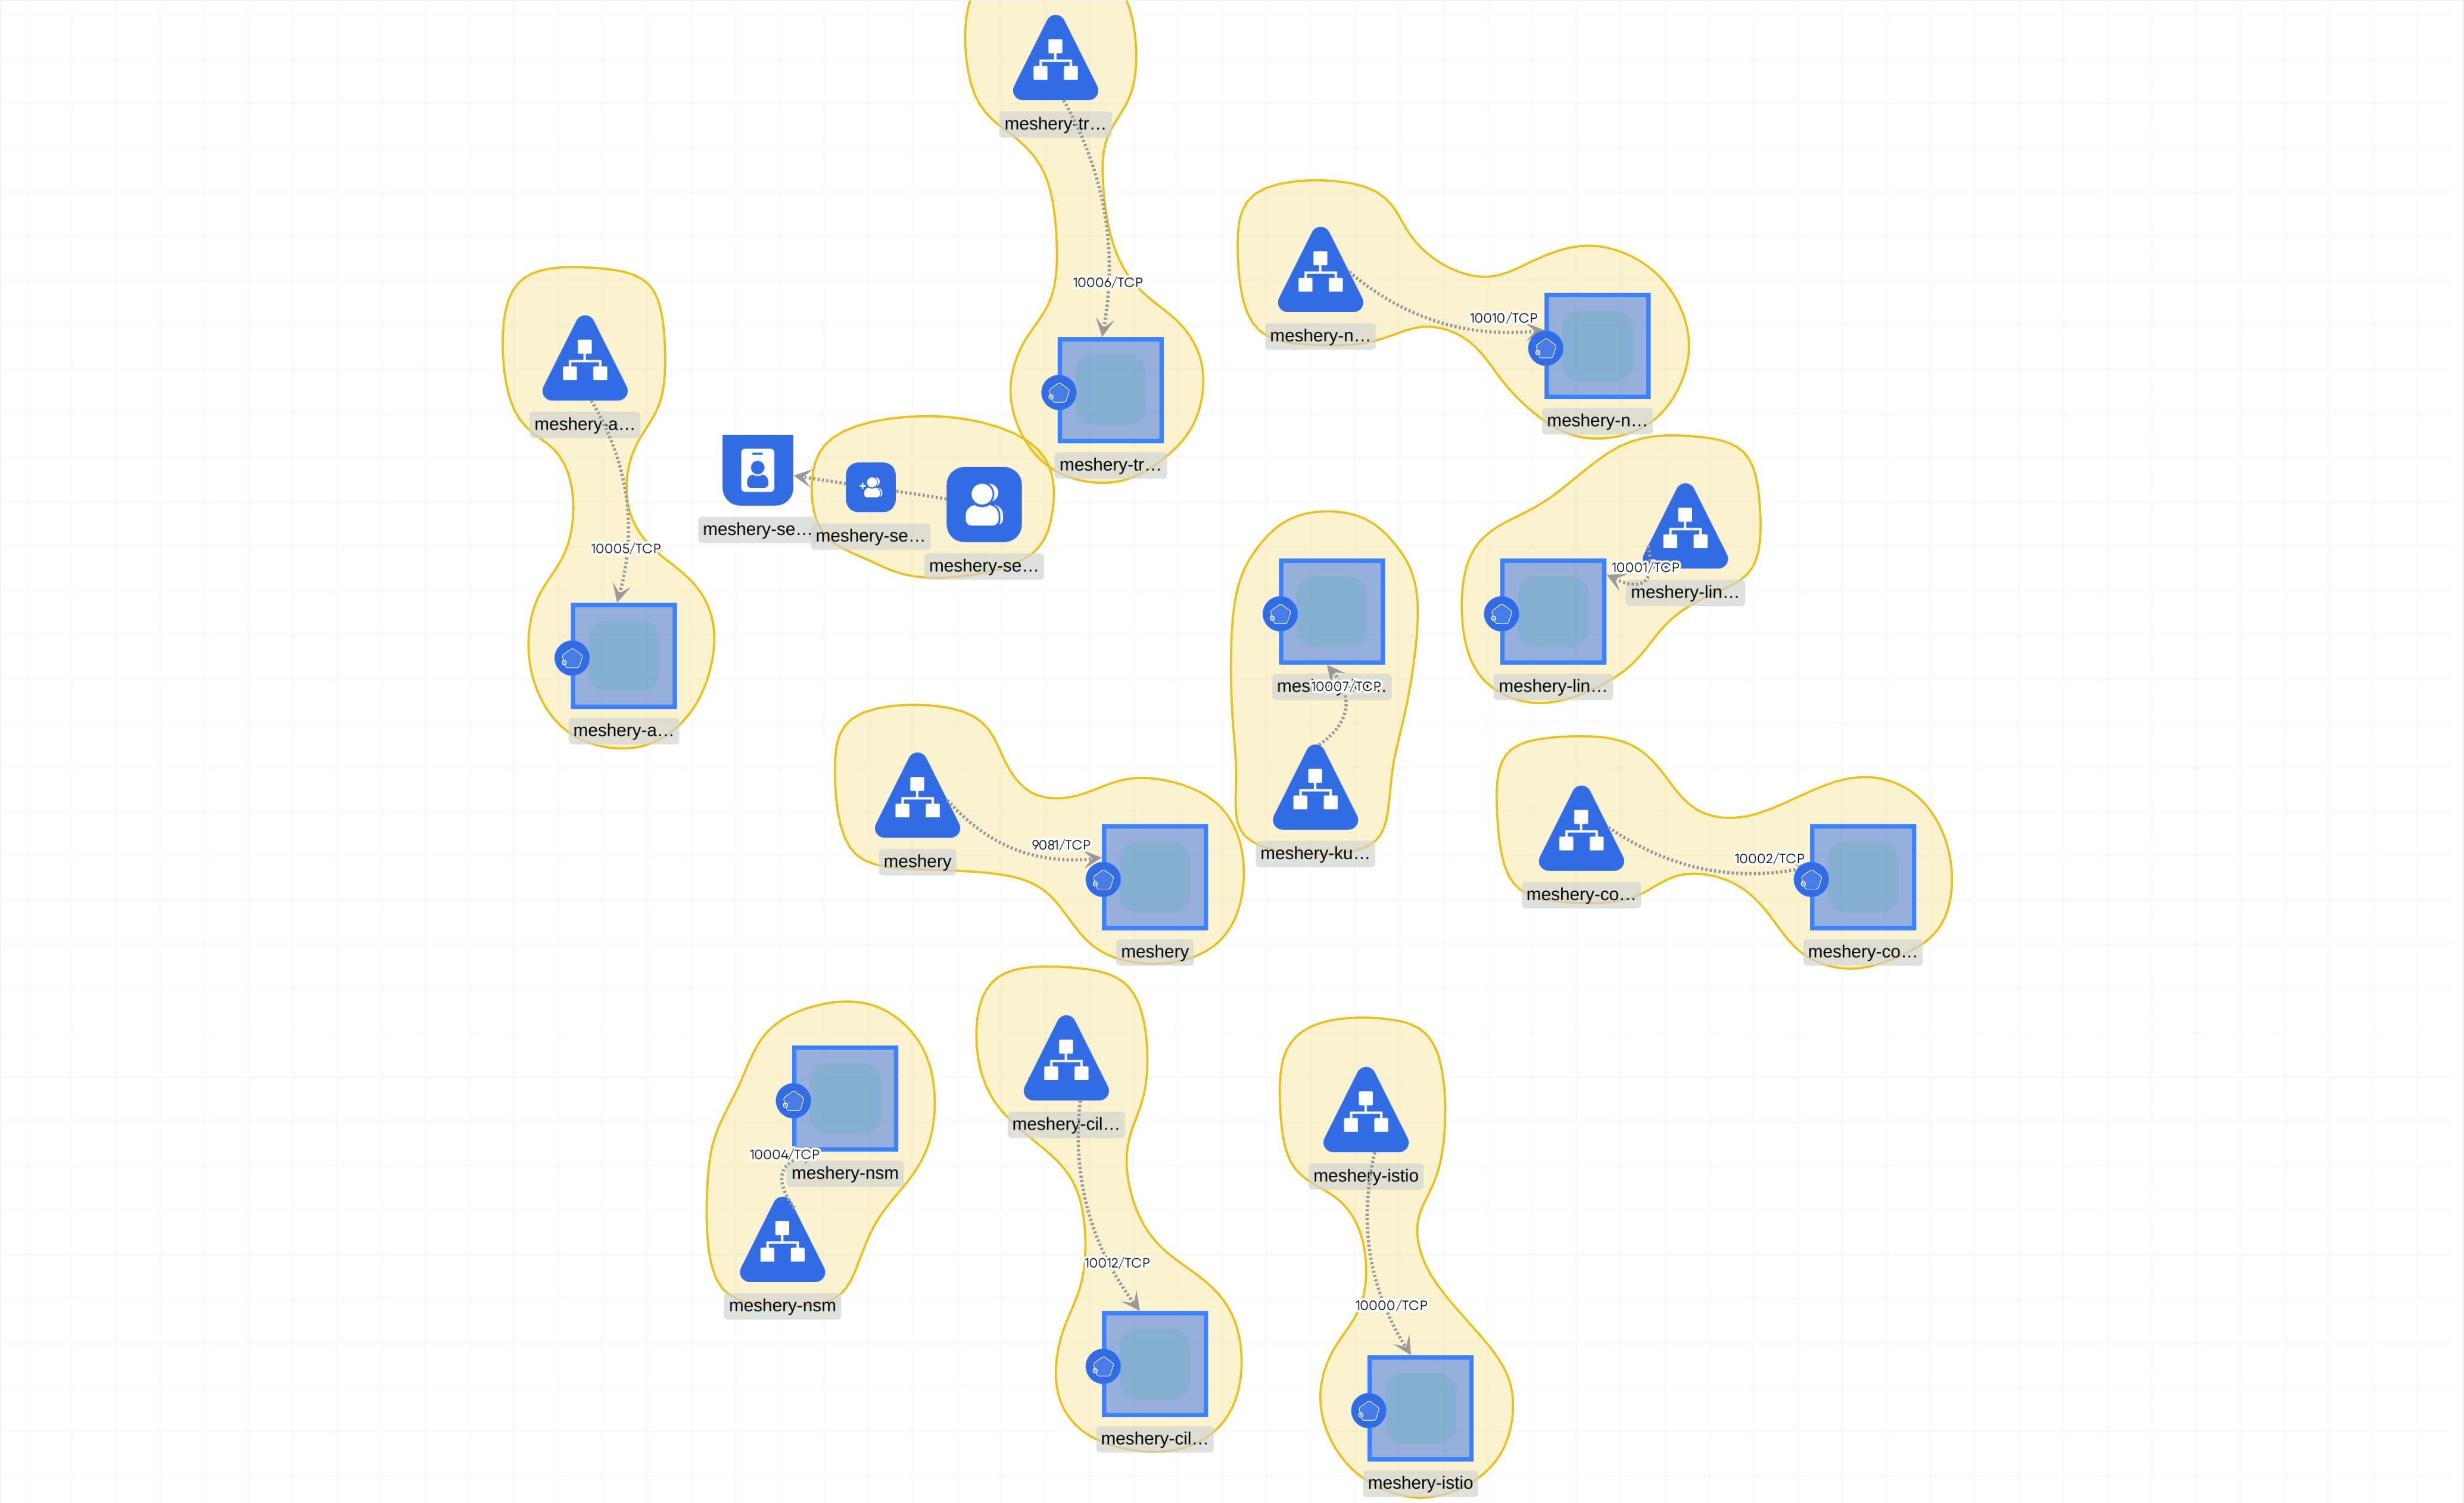 meshery-tr…
10006/TCP
meshery-tr…
meshery-n…
10010/TCP
meshery-n…
meshery-a…
10005/TCP
meshery-a…
meshery-se…
meshery-se…
meshery-se…
10001/TCP
meshery-lin…
meshery-lin…
10007/TCP
meshery-ku…
meshery
9081/TCP
meshery
meshery-co…
10002/TCP
meshery-co…
meshery-nsm
10004/TCP
meshery-nsm
meshery-cil…
10012/TCP
meshery-cil…
meshery-istio
10000/TCP
meshery-istio